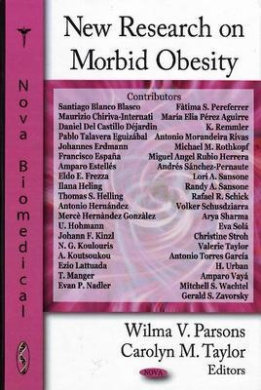 New Research on
Morbid Obesity
Nova Biomedical
Contributors
Santiago Blanco Blasco
Maurizio Chiriva-Internati
Daniel Del Castillo Déjardin
Pablo Talavera Eguizábal
Johannes Erdmann
Francisco España
Amparo Estellés
Eldo E. Frezza
Ilana Heling
Thomas S. Helling
Antonio Hernández
Mercè Hernández González
U. Hohmann
Johann F. Kinzl
N. G. Koulouris
A. Koutsoukou
Ezio Lattuada
T. Manger
Evan P. Nadler
Fàtima S. Pereferrer
Maria Elia Pérez Aguirre
K. Remmler
Antonio Morandeira Rivas
Michael M. Rothkopf
Miguel Angel Rubio Herrera
Andrés Sánchez-Pernaute
Lori A. Sansone
Randy A. Sansone
Rafael R. Schick
Volker Schusdziarra
Arya Sharma
Eva Solá
Christine Stroh
Valerie Taylor
Antonio Torres García
H. Urban
Amparo Vayá
Mitchell S. Wachtel
Gerald S. Zavorsky
Wilma V. Parsons
Carolyn M. Taylor
NOVA
Editors